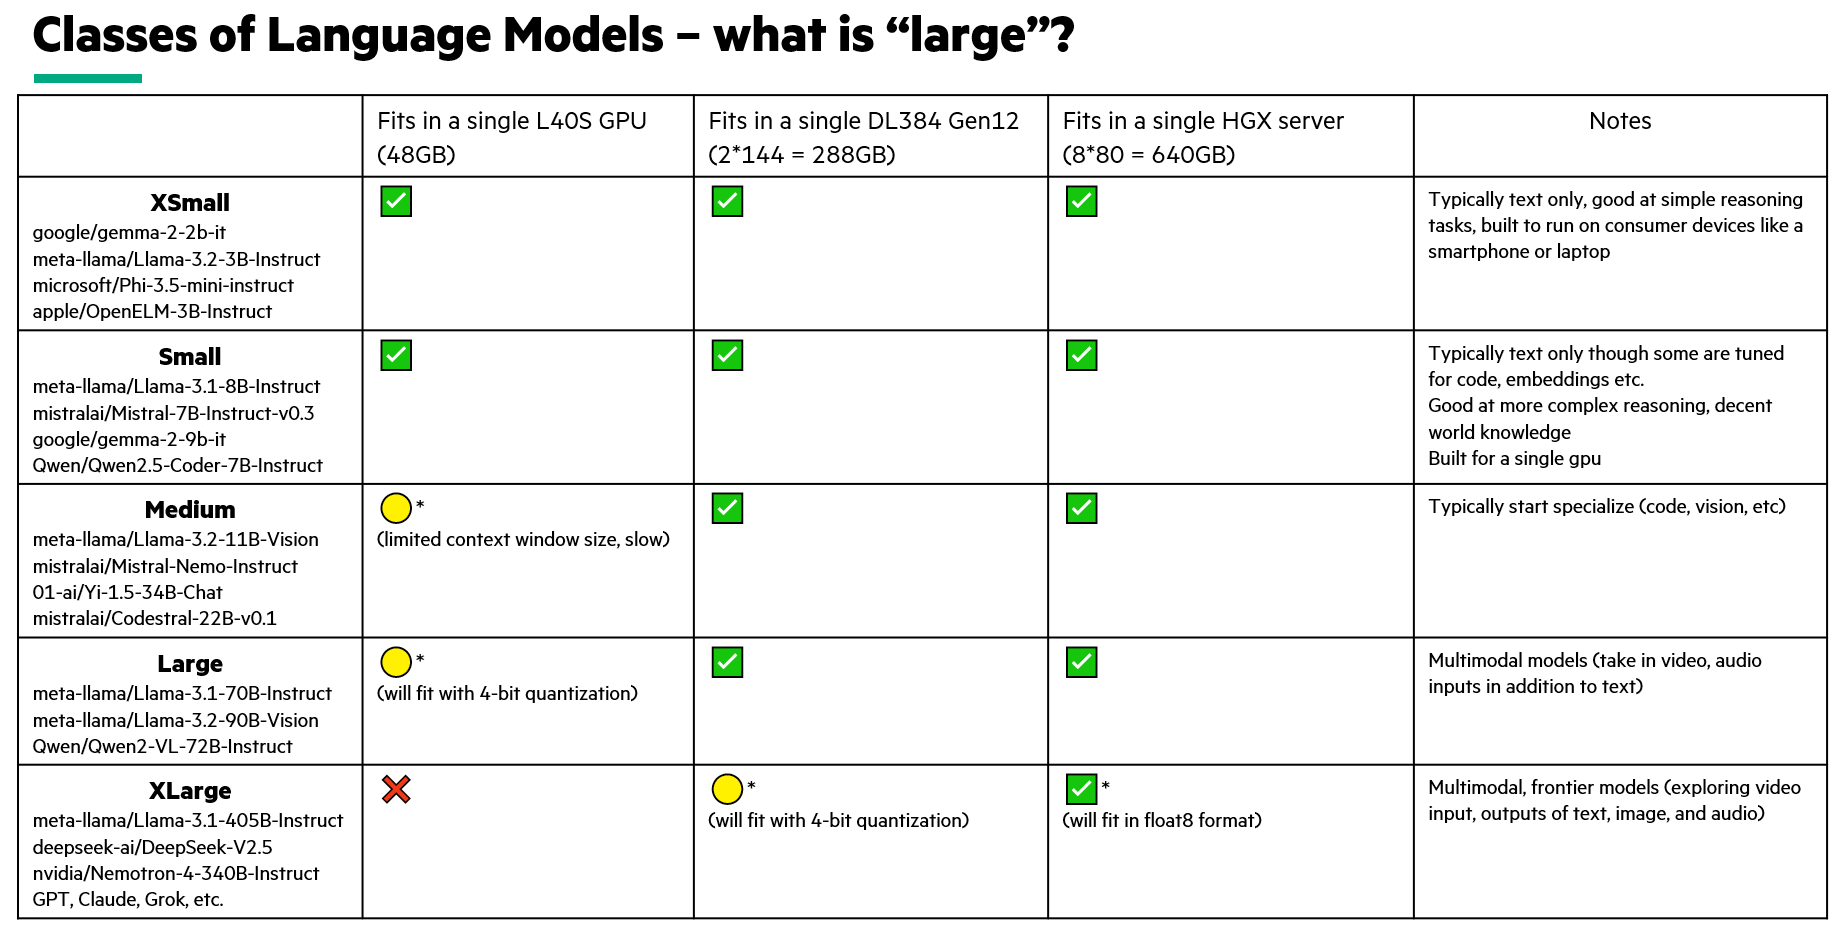 Classes of Language Models – what is “large”?
Fits in a single L40S GPU
(48GB)
Fits in a single DL384 Gen12
(2*144 = 288GB)
Fits in a single HGX server
(8*80 = 640GB)
Notes
XSmall
google/gemma-2-2b-it
meta-llama/Llama-3.2-3B-Instruct
microsoft/Phi-3.5-mini-instruct
apple/OpenELM-3B-Instruct
Typically text only, good at simple reasoning
tasks, built to run on consumer devices like a
smartphone or laptop
Small
meta-llama/Llama-3.1-8B-Instruct
mistralai/Mistral-7B-Instruct-v0.3
google/gemma-2-9b-it
Qwen/Qwen2.5-Coder-7B-Instruct
Typically text only though some are tuned
for code, embeddings etc.
Good at more complex reasoning, decent
world knowledge
Built for a single gpu
Medium
meta-llama/Llama-3.2-11B-Vision
mistralai/Mistral-Nemo-Instruct
01-ai/Yi-1.5-34B-Chat
mistralai/Codestral-22B-v0.1
*
(limited context window size, slow)
Typically start specialize (code, vision, etc)
Large
meta-llama/Llama-3.1-70B-Instruct
meta-llama/Llama-3.2-90B-Vision
Qwen/Qwen2-VL-72B-Instruct
*
(will fit with 4-bit quantization)
Multimodal models (take in video, audio
inputs in addition to text)
XLarge
meta-llama/Llama-3.1-405B-Instruct
deepseek-ai/DeepSeek-V2.5
nvidia/Nemotron-4-340B-Instruct
GPT, Claude, Grok, etc.
*
(will fit with 4-bit quantization)
*
(will fit in float8 format)
Multimodal, frontier models (exploring video
input, outputs of text, image, and audio)